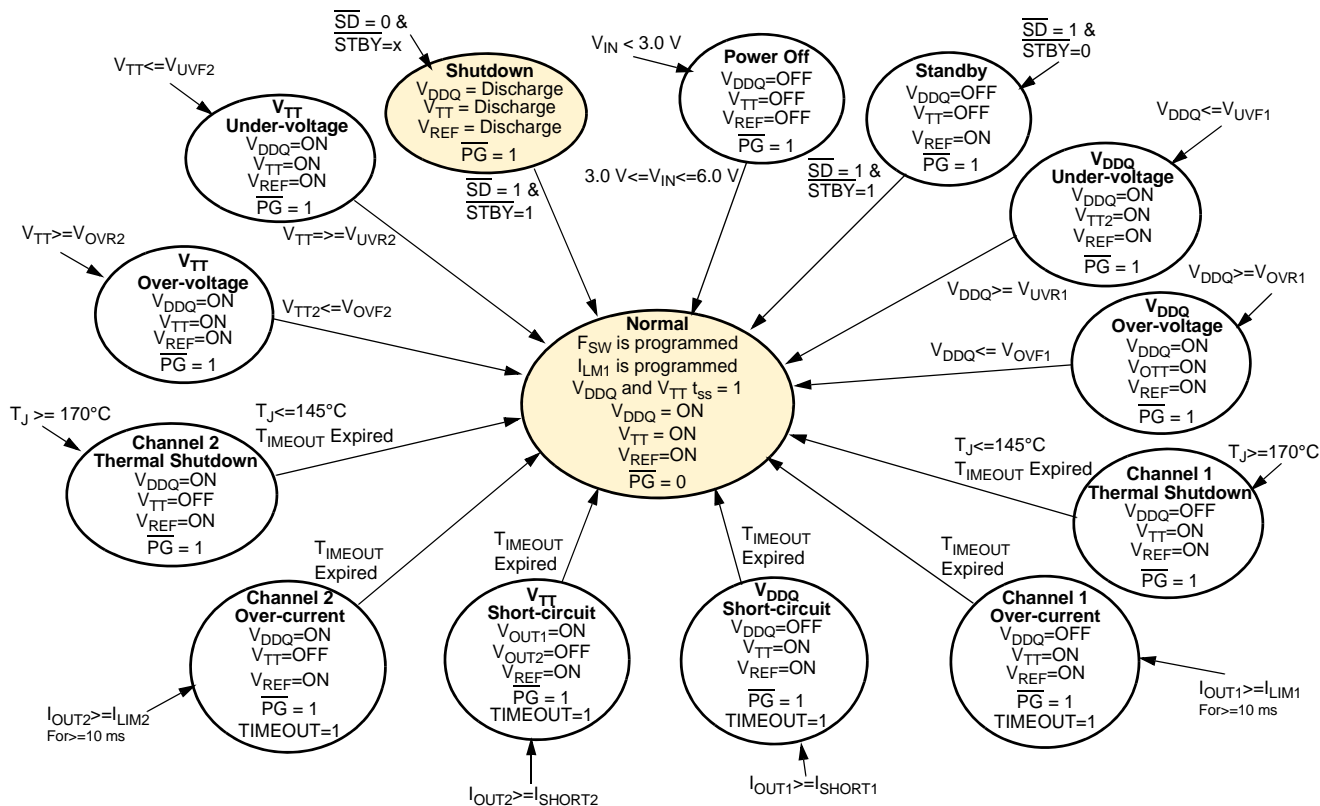 SD = 0 &
STBY=x
Shutdown
VDDQ = Discharge
VTT = Discharge
VREF = Discharge
PG = 1
SD = 1 &
STBY=1
VIN < 3.0 V
Power Off
VDDQ=OFF
VTT=OFF
VREF=OFF
PG = 1
3.0 V<=VIN<=6.0 V
SD = 1 &
STBY=0
Standby
VDDQ=OFF
VTT=OFF
VREF=ON
PG = 1
SD = 1 &
STBY=1
VTT<=VUVF2
VTT
Under-voltage
VDDQ=ON
VTT=ON
VREF=ON
PG = 1
VTT=>=VUVR2
VDDQ<=VUVF1
VDDQ
Under-voltage
VDDQ=ON
VTT2=ON
VREF=ON
PG = 1
VDDQ>= VUVR1
VTT>=VOVR2
VTT
Over-voltage
VDDQ=ON
VTT=ON
VREF=ON
PG = 1
VTT2<=VOVF2
VDDQ>=VOVR1
VDDQ
Over-voltage
VDDQ=ON
VOTT=ON
VREF=ON
PG = 1
VDDQ<= VOVF1
Normal
FSW is programmed
ILM1 is programmed
VDDQ and VTT tss = 1
VDDQ = ON
VTT = ON
VREF=ON
PG = 0
TJ >= 170°C
Channel 2
Thermal Shutdown
VDDQ=ON
VTT=OFF
VREF=ON
PG = 1
TJ<=145°C
TIMEOUT Expired
TJ>=170°C
Channel 1
Thermal Shutdown
VDDQ=OFF
VTT=ON
VREF=ON
PG = 1
TJ<=145°C
TIMEOUT Expired
Channel 2
Over-current
VDDQ=ON
VTT=OFF
VREF=ON
PG = 1
TIMEOUT=1
IOUT2>=ILIM2
For>=10 ms
TIMEOUT
Expired
VTT
Short-circuit
VOUT1=ON
VOUT2=OFF
VREF=ON
PG = 1
TIMEOUT=1
IOUT2>=ISHORT2
TIMEOUT
Expired
VDDQ
Short-circuit
VDDQ=OFF
VTT=ON
VREF=ON
PG = 1
TIMEOUT=1
IOUT1>=ISHORT1
TIMEOUT
Expired
Channel 1
Over-current
VDDQ=OFF
VTT=ON
VREF=ON
PG = 1
TIMEOUT=1
IOUT1>=ILIM1
For>=10 ms
TIMEOUT
Expired